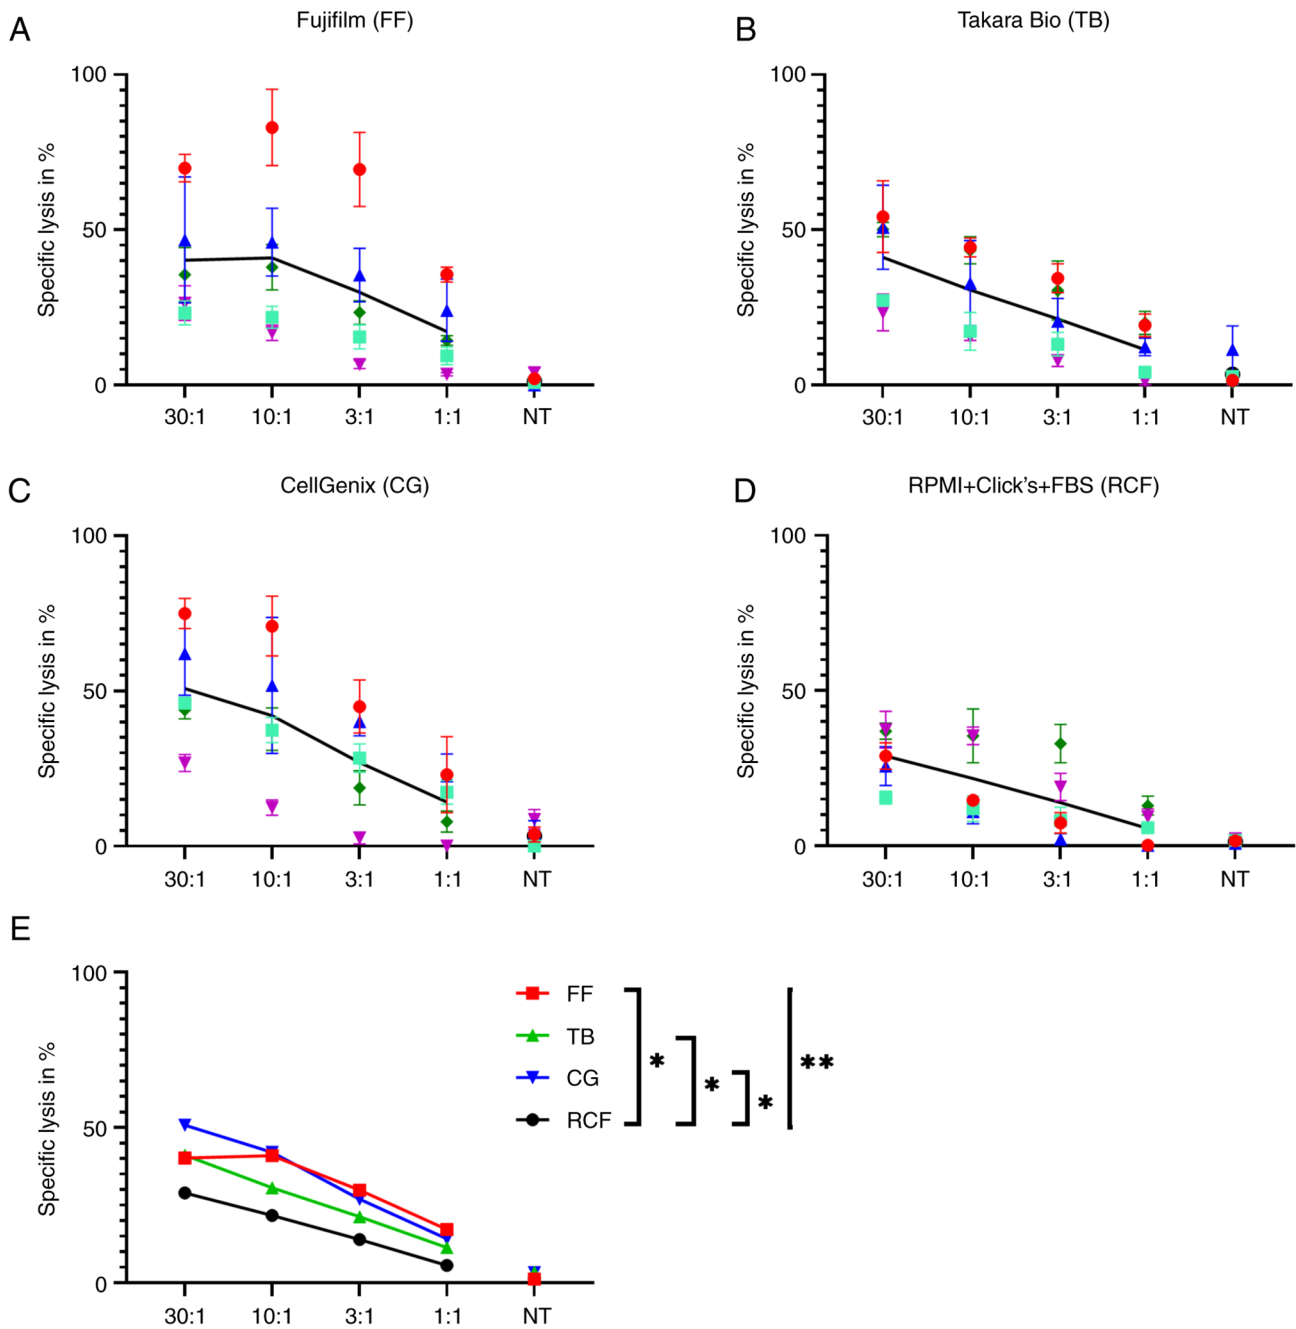 A
Fujifilm (FF)
Specific lysis in %
100
50
0
30:1 10:1 3:1 1:1 NT
B
Takara Bio (TB)
Specific lysis in %
100
50
0
30:1 10:1 3:1 1:1 NT
C
CellGenix (CG)
Specific lysis in %
100
50
0
30:1 10:1 3:1 1:1 NT
D
RPMI+Click's+FBS (RCF)
Specific lysis in %
100
50
0
30:1 10:1 3:1 1:1 NT
E
Specific lysis in %
100
50
0
30:1 10:1 3:1 1:1 NT
FF
TB
CG
RCF
*
*
*
**